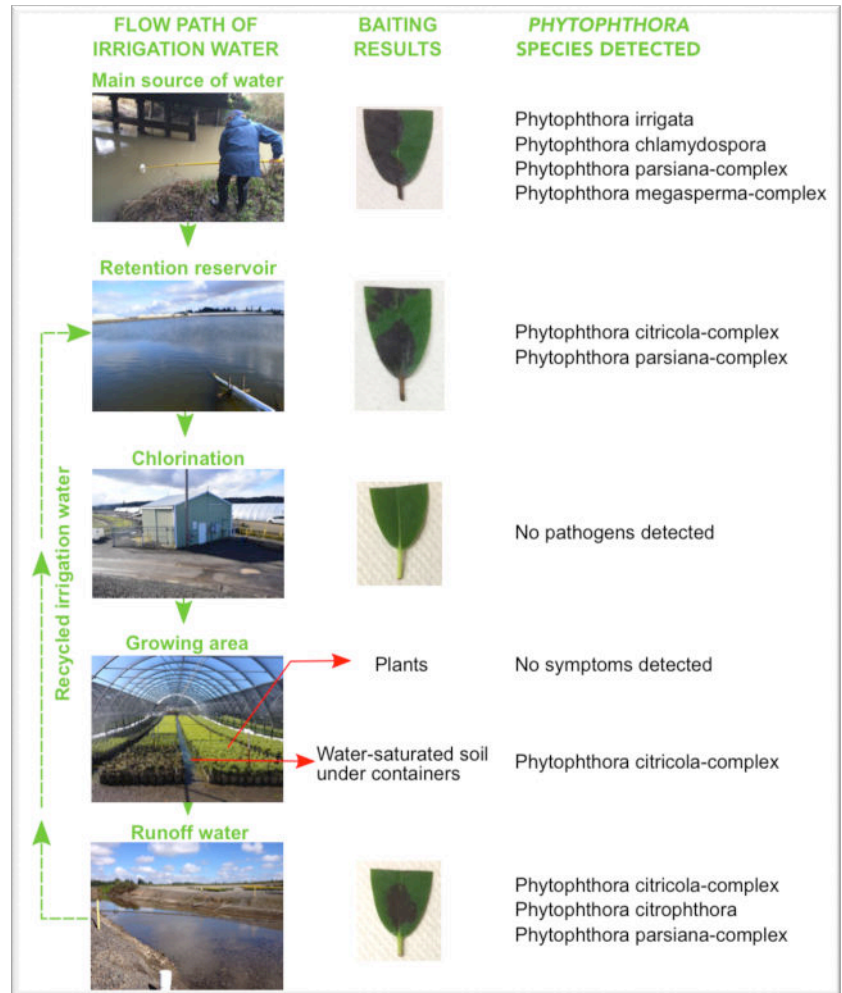 FLOW PATH OF
IRRIGATION WATER
BAITING
RESULTS
PHYTOPHTHORA
SPECIES DETECTED
Main source of water
Phytophthora irrigata
Phytophthora chlamydospora
Phytophthora parsiana-complex
Phytophthora megasperma-complex
Retention reservoir
Phytophthora citricola-complex
Phytophthora parsiana-complex
Chlorination
No pathogens detected
Recycled irrigation water
Growing area
Plants
No symptoms detected
Water-saturated soil
under containers
Phytophthora citricola-complex
Runoff water
Phytophthora citricola-complex
Phytophthora citrophthora
Phytophthora parsiana-complex